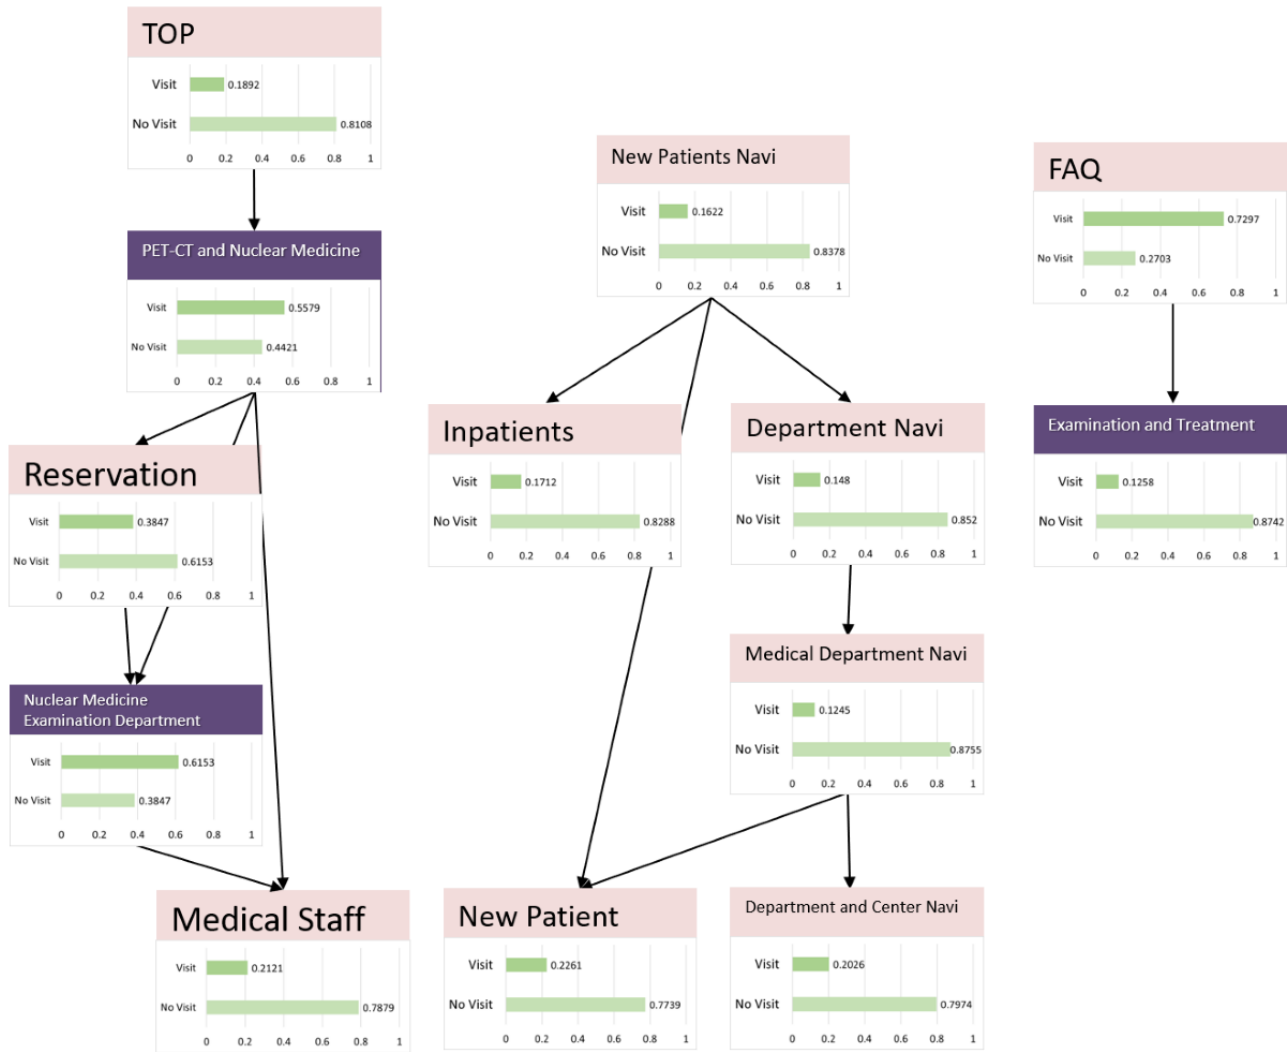 TOP
Visit
0.1892
No Visit
0.8108
0 0.2 0.4 0.6 0.8 1
New Patients Navi
Visit
0.1622
No Visit
0.8378
0 0.2 0.4 0.6 0.8 1
FAQ
Visit
0.7297
No Visit
0.2703
0 0.2 0.4 0.6 0.8 1
PET-CT and Nuclear Medicine
Visit
0.5579
No Visit
0.4421
0 0.2 0.4 0.6 0.8 1
Reservation
Visit
0.3847
No Visit
0.6153
0 0.2 0.4 0.6 0.8 1
Inpatients
Visit
0.1712
No Visit
0.8288
0 0.2 0.4 0.6 0.8 1
Department Navi
Visit
0.148
No Visit
0.852
0 0.2 0.4 0.6 0.8 1
Examination and Treatment
Visit
0.1258
No Visit
0.8742
0 0.2 0.4 0.6 0.8 1
Nuclear Medicine
Examination Department
Visit
0.6153
No Visit
0.3847
0 0.2 0.4 0.6 0.8 1
Medical Department Navi
Visit
0.1245
No Visit
0.8755
0 0.2 0.4 0.6 0.8 1
Medical Staff
Visit
0.2121
No Visit
0.7879
0 0.2 0.4 0.6 0.8 1
New Patient
Visit
0.2261
No Visit
0.7739
0 0.2 0.4 0.6 0.8 1
Department and Center Navi
Visit
0.2026
No Visit
0.7974
0 0.2 0.4 0.6 0.8 1